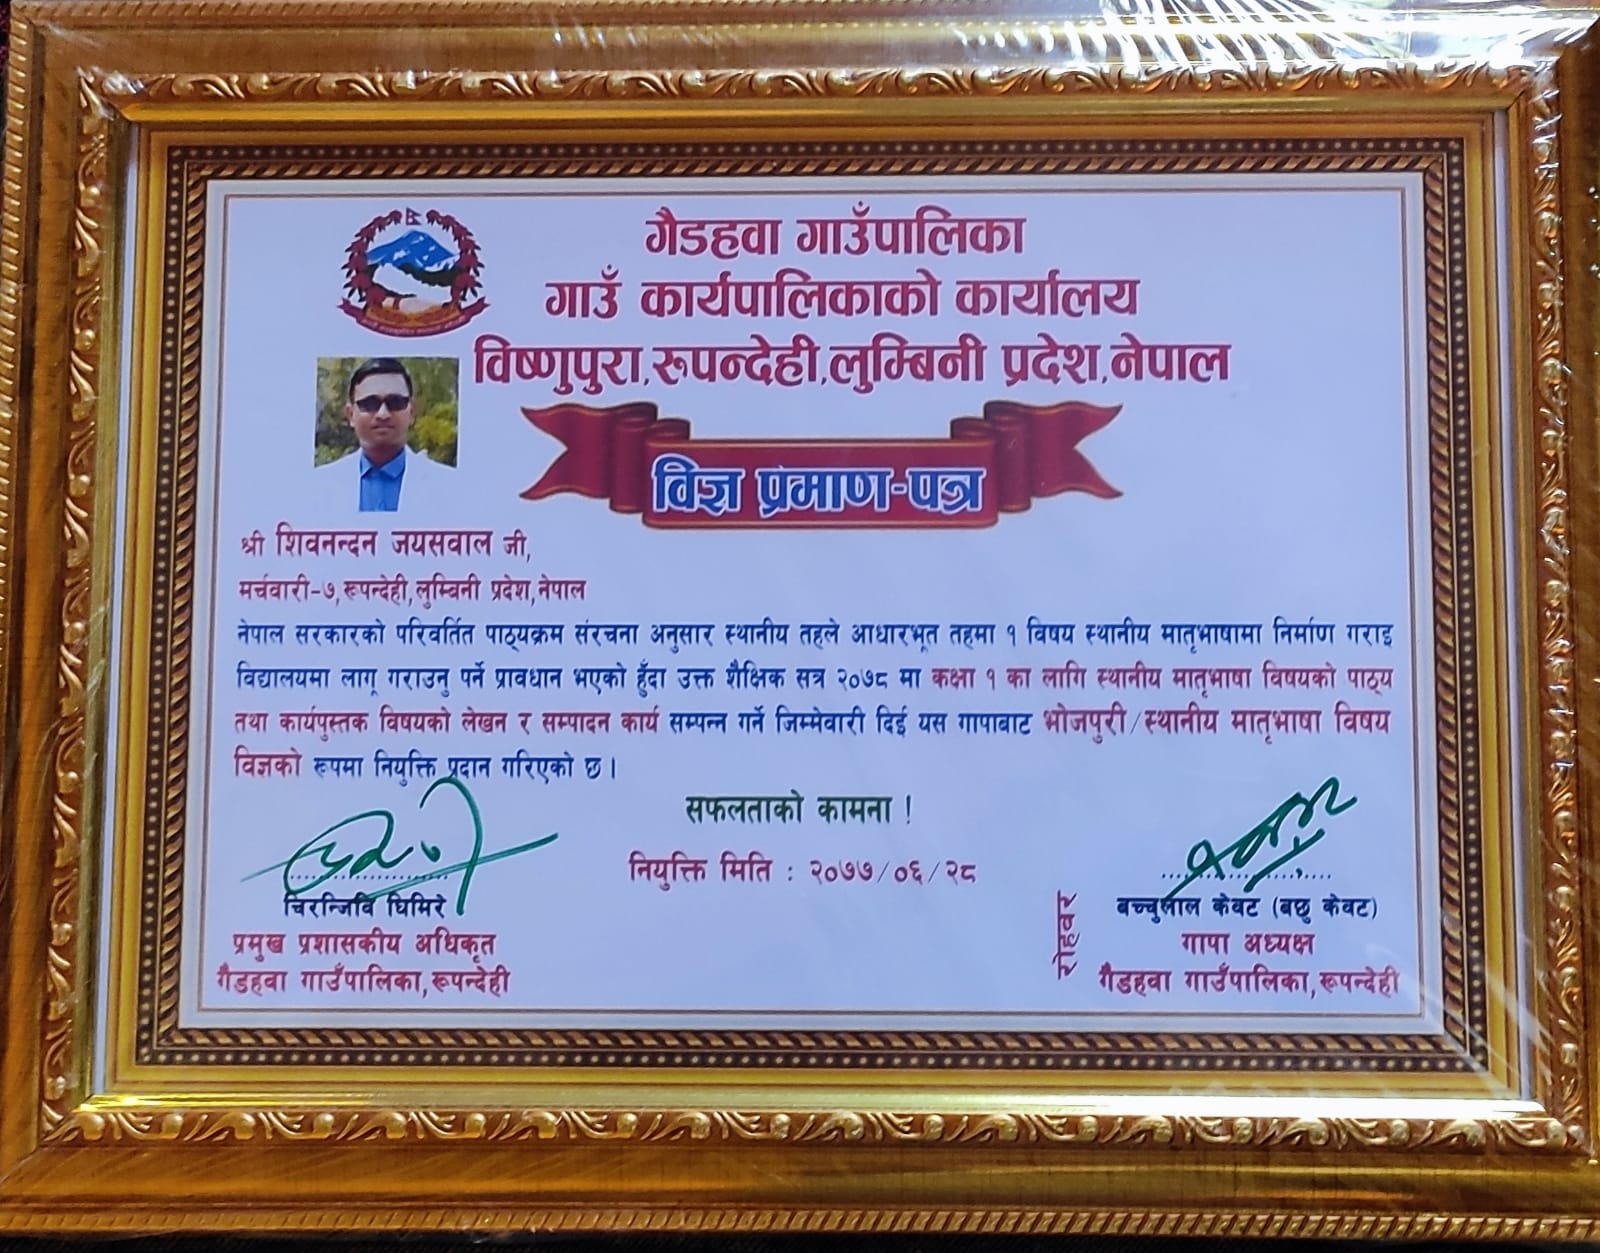 गैडहवा गाउँपालिका
गाउँ कार्यपालिकाको कार्यालय
विष्णुपुरा,रुपन्देही,लुम्बिनी प्रदेश,नेपाल
विज्ञ प्रमाण-पत्र
श्री शिवनन्दन जयसवाल जी,
मर्चवारी-७,रूपन्देही,लुम्बिनी प्रदेश,नेपाल
नेपाल सरकारको परिवर्तित पाठ्यक्रम संरचना अनुसार स्थानीय तहले आधारभूत तहमा १ विषय स्थानीय मातृभाषामा निर्माण गराइ
विद्यालयमा लागू गराउनु पर्ने प्रावधान भएको हुँदा उक्त शैक्षिक सत्र २०७८ मा कक्षा १ का लागि स्थानीय मातृभाषा विषयको पाठ्य
तथा कार्यपुस्तक विषयको लेखन र सम्पादन कार्य सम्पन्न गर्ने जिम्मेवारी दिई यस गापाबाट भोजपुरी/स्थानीय मातृभाषा विषय
विज्ञको रूपमा नियुक्ति प्रदान गरिएको छ।
सफलताको कामना !
नियुक्ति मिति : २०७७/०६/२८
चिरन्जिवि घिमिरे
प्रमुख प्रशासकीय अधिकृत
गैडहवा गाउँपालिका,रूपन्देही
रोहबर
बच्चुलाल केवट (बछु केवट)
गापा अध्यक्ष
गैडहवा गाउँपालिका,रूपन्देही